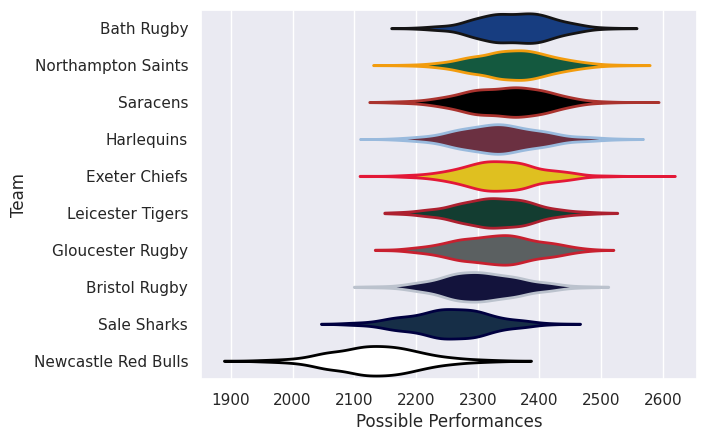 Bath Rugby
Northampton Saints
Saracens
Harlequins
Exeter Chiefs
Leicester Tigers
Gloucester Rugby
Bristol Rugby
Sale Sharks
Newcastle Red Bulls
Team
1900 2000 2100 2200 2300 2400 2500 2600
Possible Performances